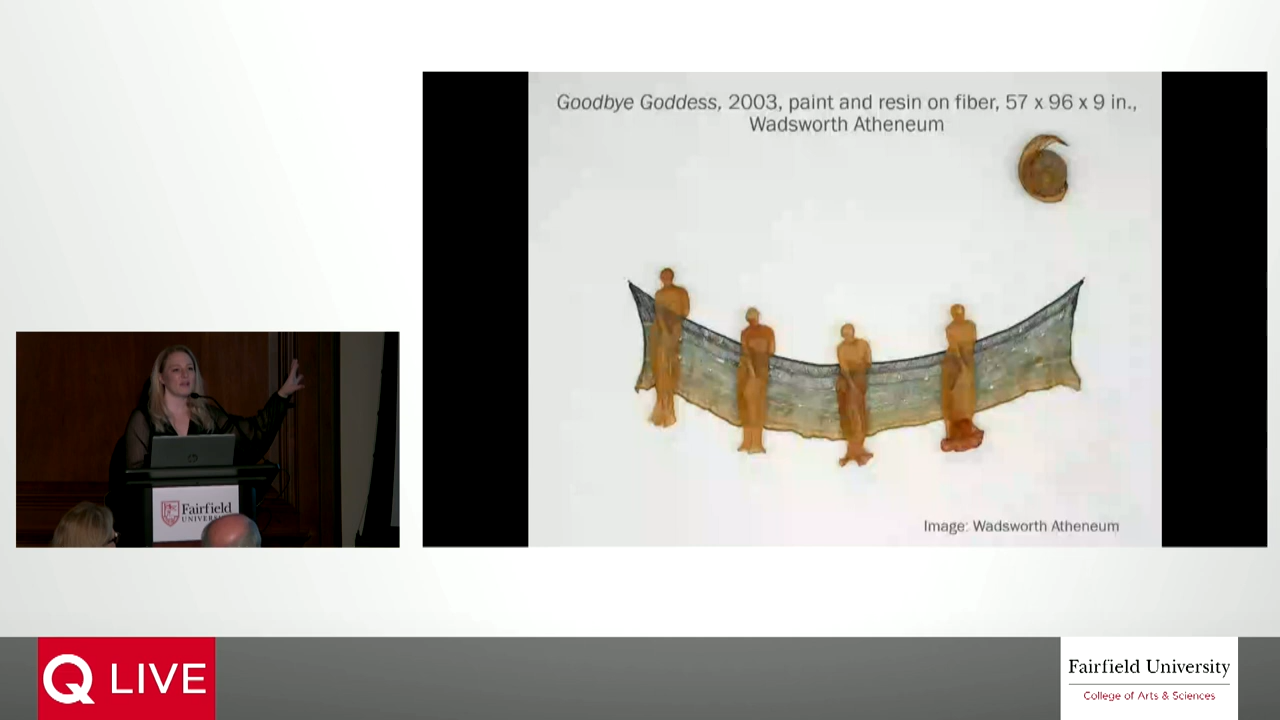 Goodbye Goddess, 2003, paint and resin on fiber, 57 x 96 x 9 in.,
Wadsworth Atheneum
Image: Wadsworth Atheneum
Fairfield
UNIVERSITY
Q LIVE
Fairfield University
College of Arts & Sciences